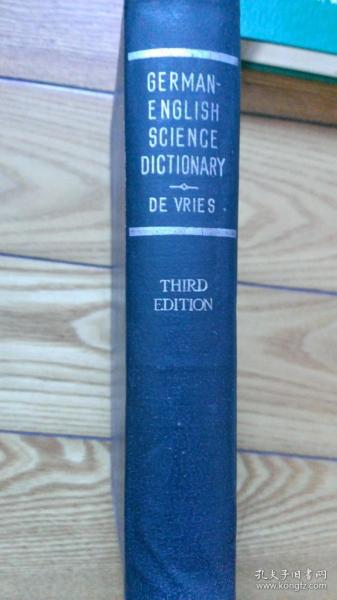 GERMAN-
ENGLISH
SCIENCE
DICTIONARY
DE VRIES
THIRD
EDITION
孔夫子旧书网
www.kongfz.com